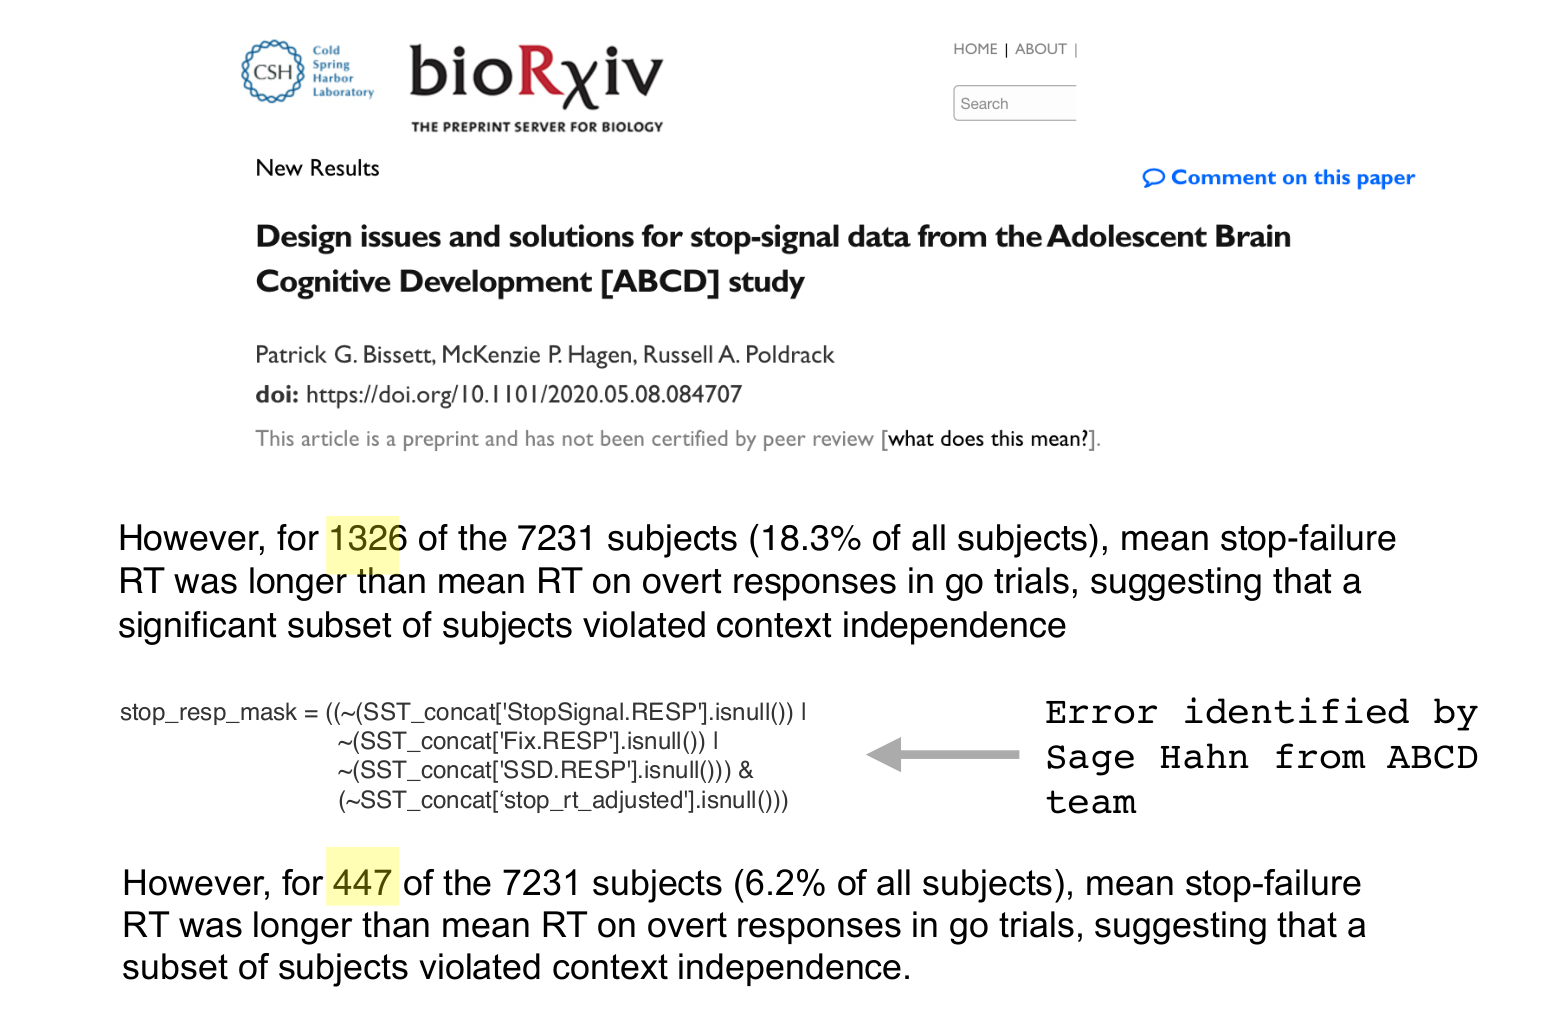 Cold
Spring
Harbor
Laboratory
CSH
bioRχiv
THE PREPRINT SERVER FOR BIOLOGY
HOME | ABOUT |
Search
New Results
Comment on this paper
Design issues and solutions for stop-signal data from the Adolescent Brain
Cognitive Development [ABCD] study
Patrick G. Bissett, McKenzie P. Hagen, Russell A. Poldrack
doi: https://doi.org/10.1101/2020.05.08.084707
This article is a preprint and has not been certified by peer review [what does this mean?].
However, for 1326 of the 7231 subjects (18.3% of all subjects), mean stop-failure
RT was longer than mean RT on overt responses in go trials, suggesting that a
significant subset of subjects violated context independence
stop_resp_mask = ((~(SST_concat['StopSignal.RESP'].isnull()) |
~(SST_concat['Fix.RESP'].isnull()) |
~(SST_concat['SSD.RESP'].isnull())) &
(~SST_concat[‘stop_rt_adjusted'].isnull()))
Error identified by
Sage Hahn from ABCD
team
However, for 447 of the 7231 subjects (6.2% of all subjects), mean stop-failure
RT was longer than mean RT on overt responses in go trials, suggesting that a
subset of subjects violated context independence.